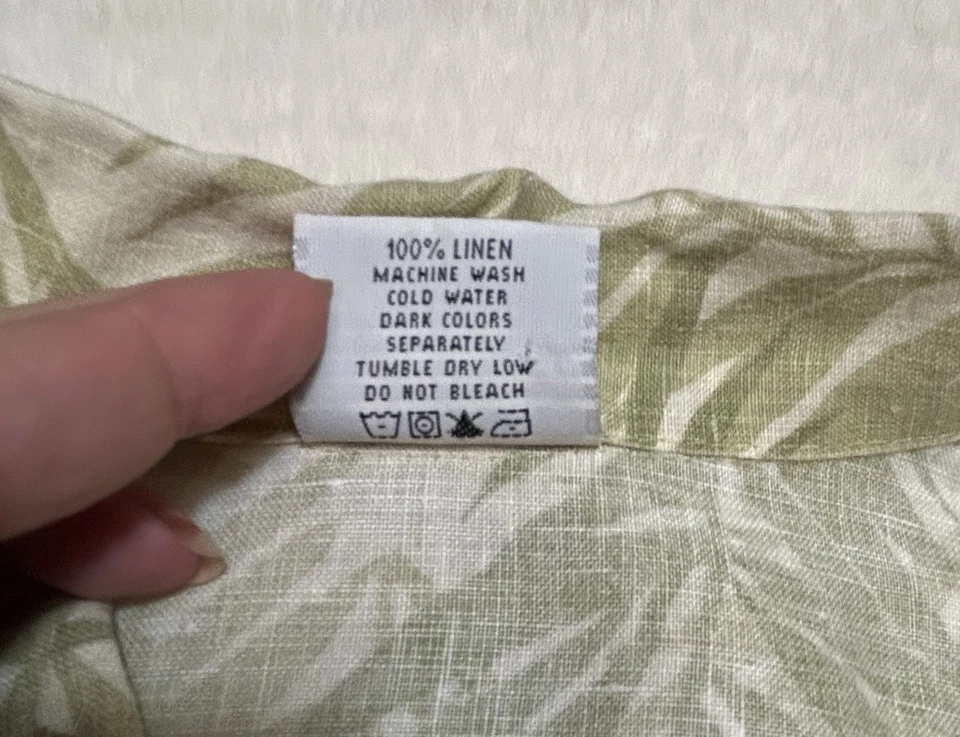 100% LINEN
MACHINE WASH
COLD WATER
DARK COLORS
SEPARATELY
TUMBLE DRY LOW
DO NOT BLEACH